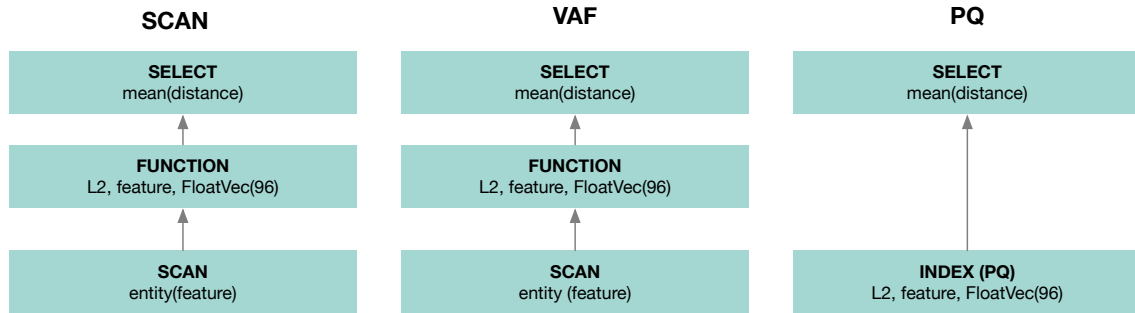 SCAN
SELECT
mean(distance)
FUNCTION
L2, feature, FloatVec(96)
SCAN
entity(feature)
VAF
SELECT
mean(distance)
FUNCTION
L2, feature, FloatVec(96)
SCAN
entity (feature)
PQ
SELECT
mean(distance)
INDEX (PQ)
L2, feature, FloatVec(96)